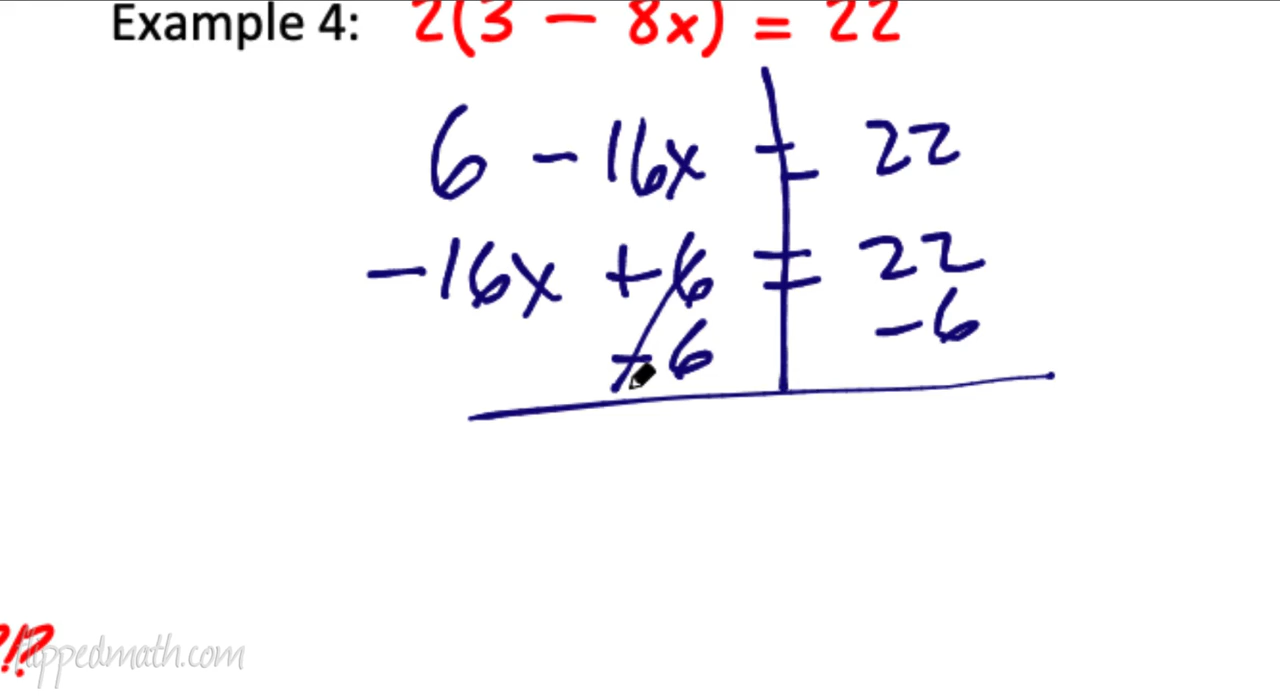 Example 4: 2(3 − 8x) = 22
6 − 16x = 22
−16x + 6 = 22
−6 −6
?!?
flippedmath.com